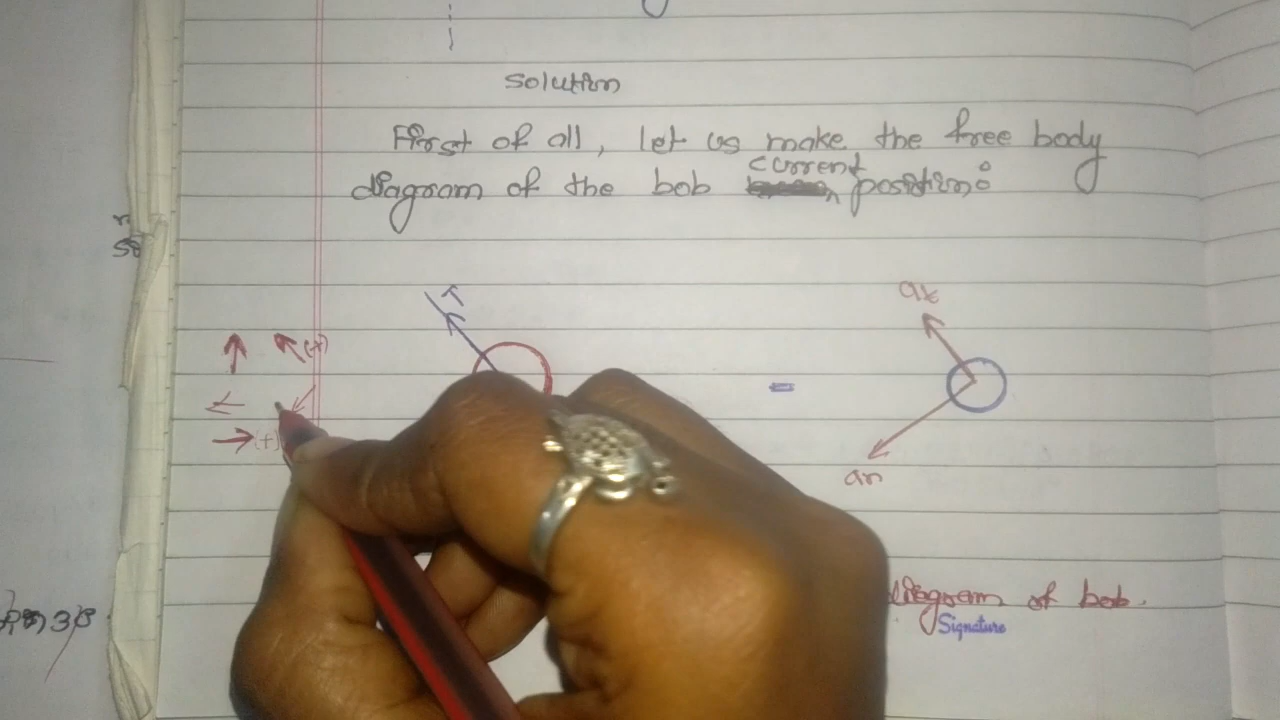 Solution
First of all, let us make the free body
current
diagram of the bob position:
T
at
(+)
(+)
an
diagram of bob.
Signature